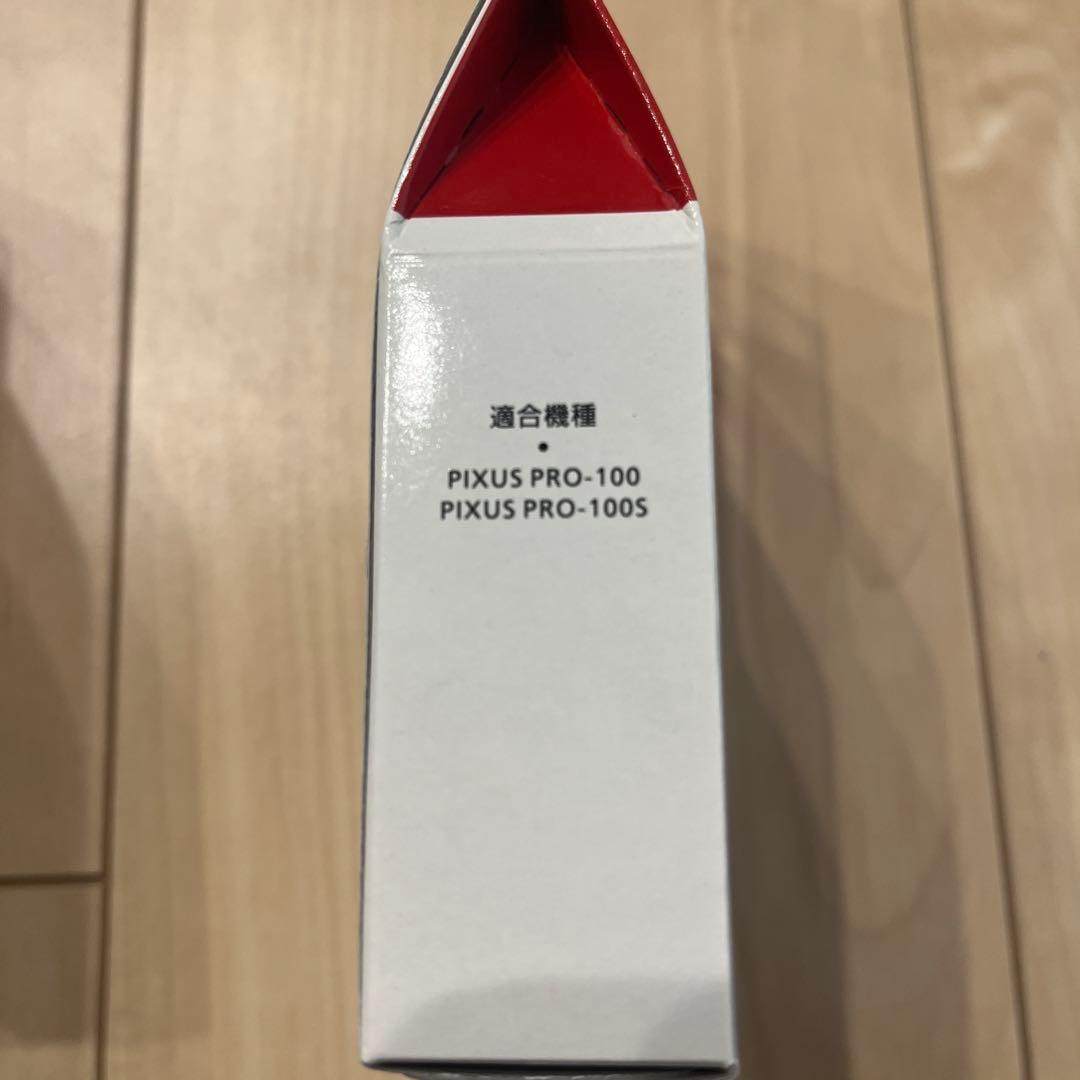 適合機種
•
PIXUS PRO-100
PIXUS PRO-100S